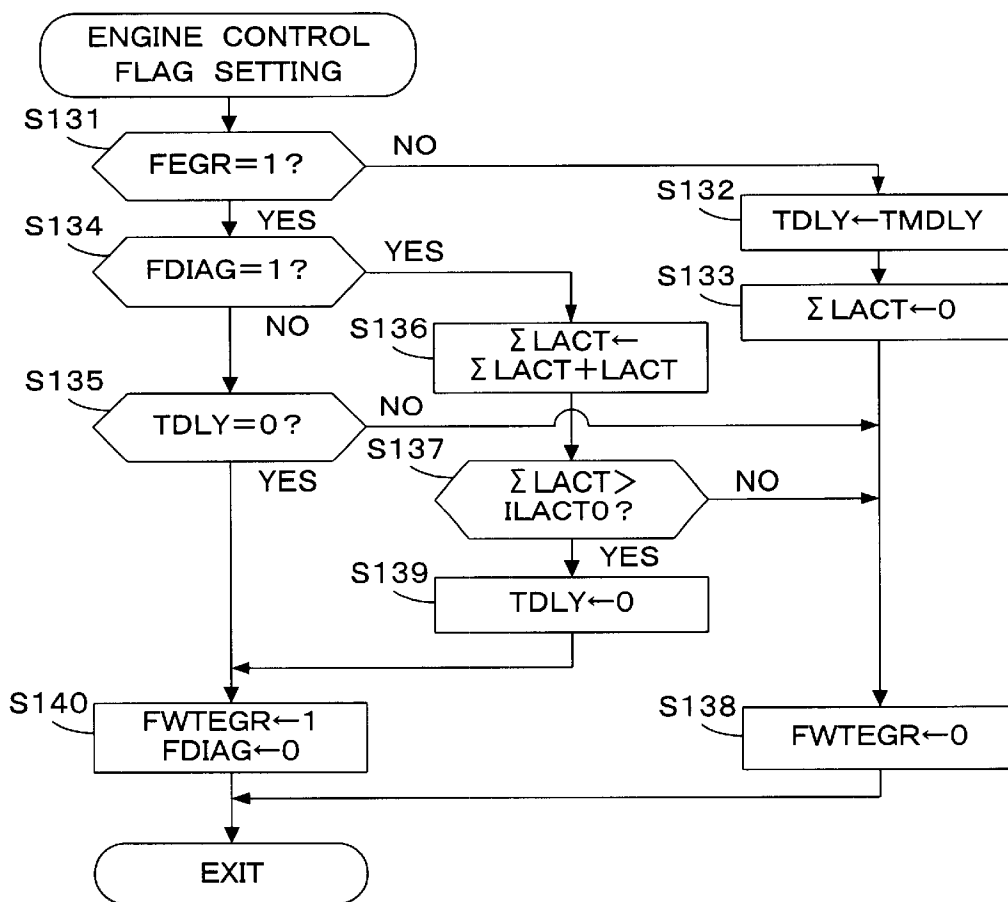 ENGINE CONTROL
FLAG SETTING
S131
FEGR=1?
NO
YES
S132
TDLY←TMDLY
S134
FDIAG=1?
YES
NO
S133
ΣLACT←0
S136
ΣLACT←
ΣLACT+LACT
S135
TDLY=0?
NO
YES
S137
ΣLACT>
ILACT0?
NO
YES
S139
TDLY←0
S140
FWTEGR←1
FDIAG←0
S138
FWTEGR←0
EXIT